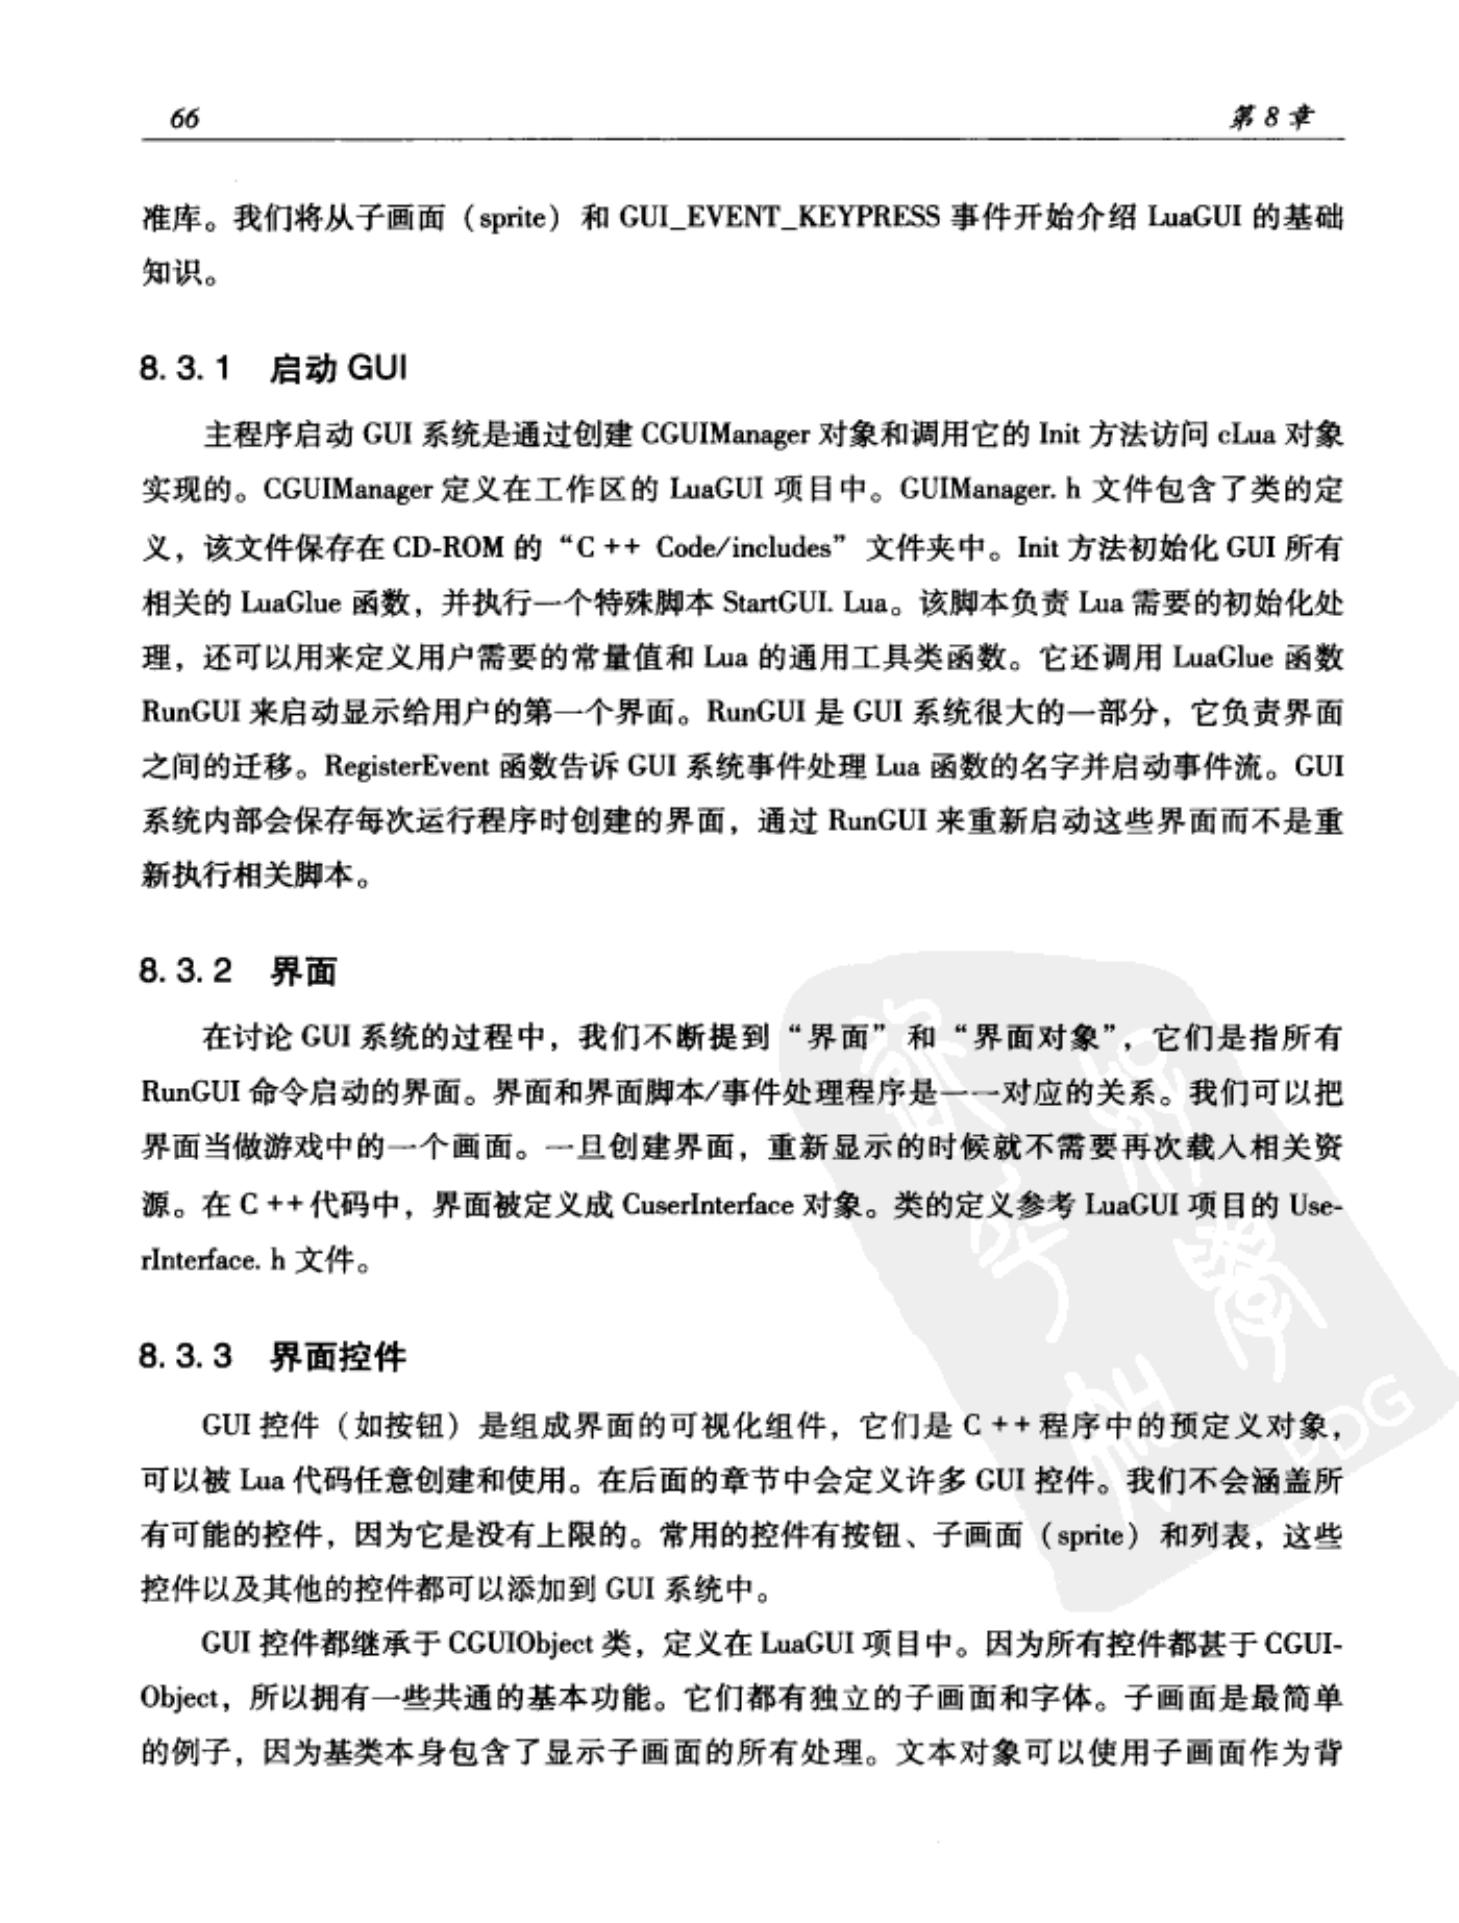 66
第8章
准库。我们将从子画面（sprite）和 GUI_EVENT_KEYPRESS 事件开始介绍 LuaGUI 的基础
知识。
8.3.1 启动 GUI
主程序启动 GUI 系统是通过创建 CGUIManager 对象和调用它的 Init 方法访问 cLua 对象
实现的。CGUIManager 定义在工作区的 LuaGUI 项目中。GUIManager. h 文件包含了类的定
义，该文件保存在 CD-ROM 的“C ++ Code/includes”文件夹中。Init 方法初始化 GUI 所有
相关的 LuaGlue 函数，并执行一个特殊脚本 StartGUI. Lua。该脚本负责 Lua 需要的初始化处
理，还可以用来定义用户需要的常量值和 Lua 的通用工具类函数。它还调用 LuaGlue 函数
RunGUI 来启动显示给用户的第一个界面。RunGUI 是 GUI 系统很大的一部分，它负责界面
之间的迁移。RegisterEvent 函数告诉 GUI 系统事件处理 Lua 函数的名字并启动事件流。GUI
系统内部会保存每次运行程序时创建的界面，通过 RunGUI 来重新启动这些界面而不是重
新执行相关脚本。
8.3.2 界面
在讨论 GUI 系统的过程中，我们不断提到“界面”和“界面对象”，它们是指所有
RunGUI 命令启动的界面。界面和界面脚本/事件处理程序是一一对应的关系。我们可以把
界面当做游戏中的一个画面。一旦创建界面，重新显示的时候就不需要再次载入相关资
源。在 C ++代码中，界面被定义成 CuserInterface 对象。类的定义参考 LuaGUI 项目的 Use-
rInterface. h 文件。
8.3.3 界面控件
GUI 控件（如按钮）是组成界面的可视化组件，它们是 C ++程序中的预定义对象，
可以被 Lua 代码任意创建和使用。在后面的章节中会定义许多 GUI 控件。我们不会涵盖所
有可能的控件，因为它是没有上限的。常用的控件有按钮、子画面（sprite）和列表，这些
控件以及其他的控件都可以添加到 GUI 系统中。
GUI 控件都继承于 CGUIObject 类，定义在 LuaGUI 项目中。因为所有控件都甚于 CGUI-
Object，所以拥有一些共通的基本功能。它们都有独立的子画面和字体。子画面是最简单
的例子，因为基类本身包含了显示子画面的所有处理。文本对象可以使用子画面作为背
PDG